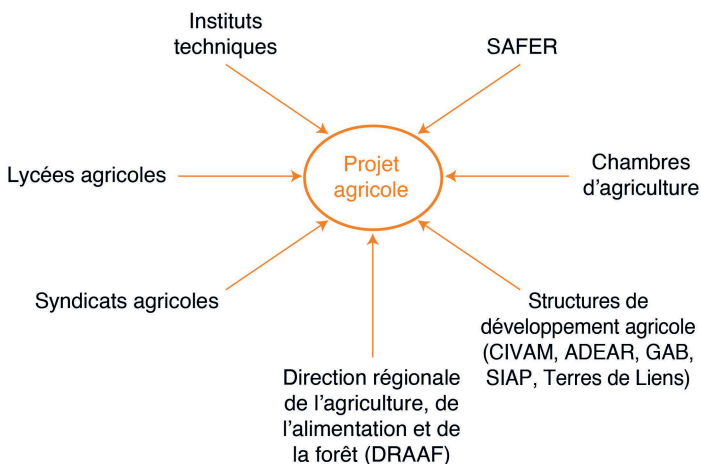 Instituts
techniques
SAFER
Lycées agricoles
Projet
agricole
Chambres
d’agriculture
Syndicats agricoles
Structures de
développement agricole
(CIVAM, ADEAR, GAB,
SIAP, Terres de Liens)
Direction régionale
de l’agriculture, de
l’alimentation et de
la forêt (DRAAF)